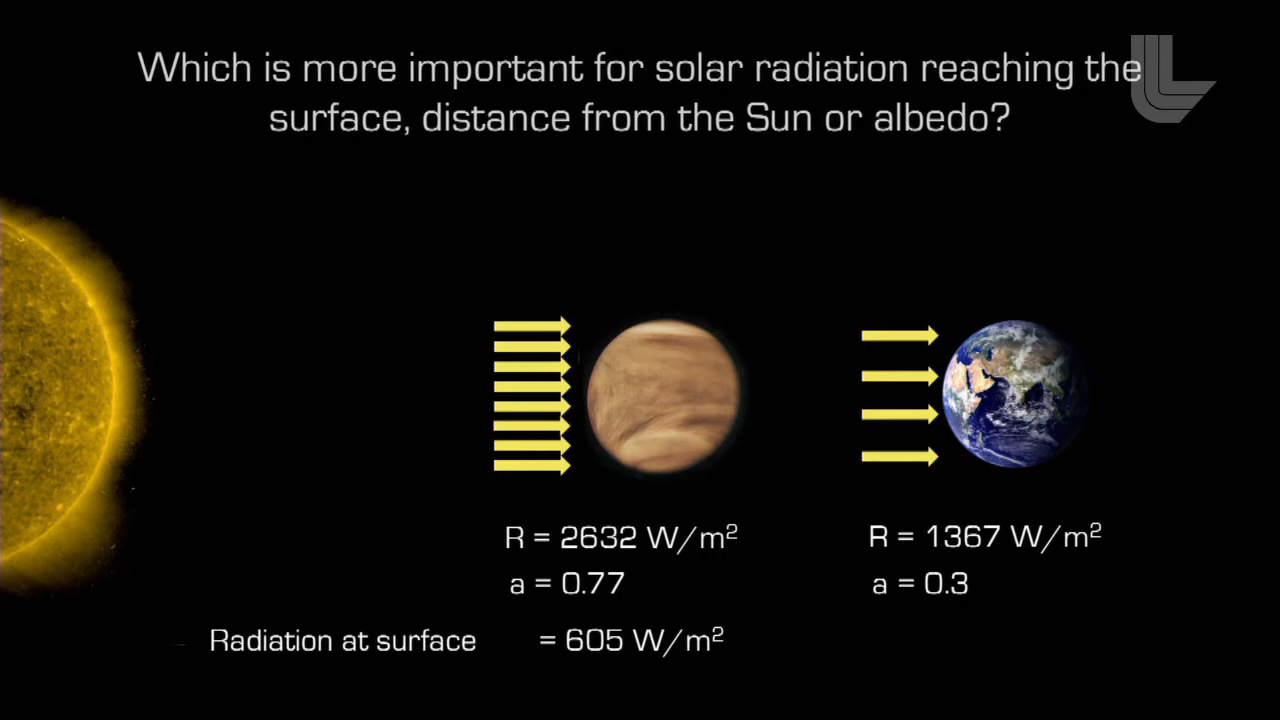 Which is more important for solar radiation reaching the
surface, distance from the Sun or albedo?
R = 2632 W/m²
a = 0.77
R = 1367 W/m²
a = 0.3
Radiation at surface = 605 W/m²